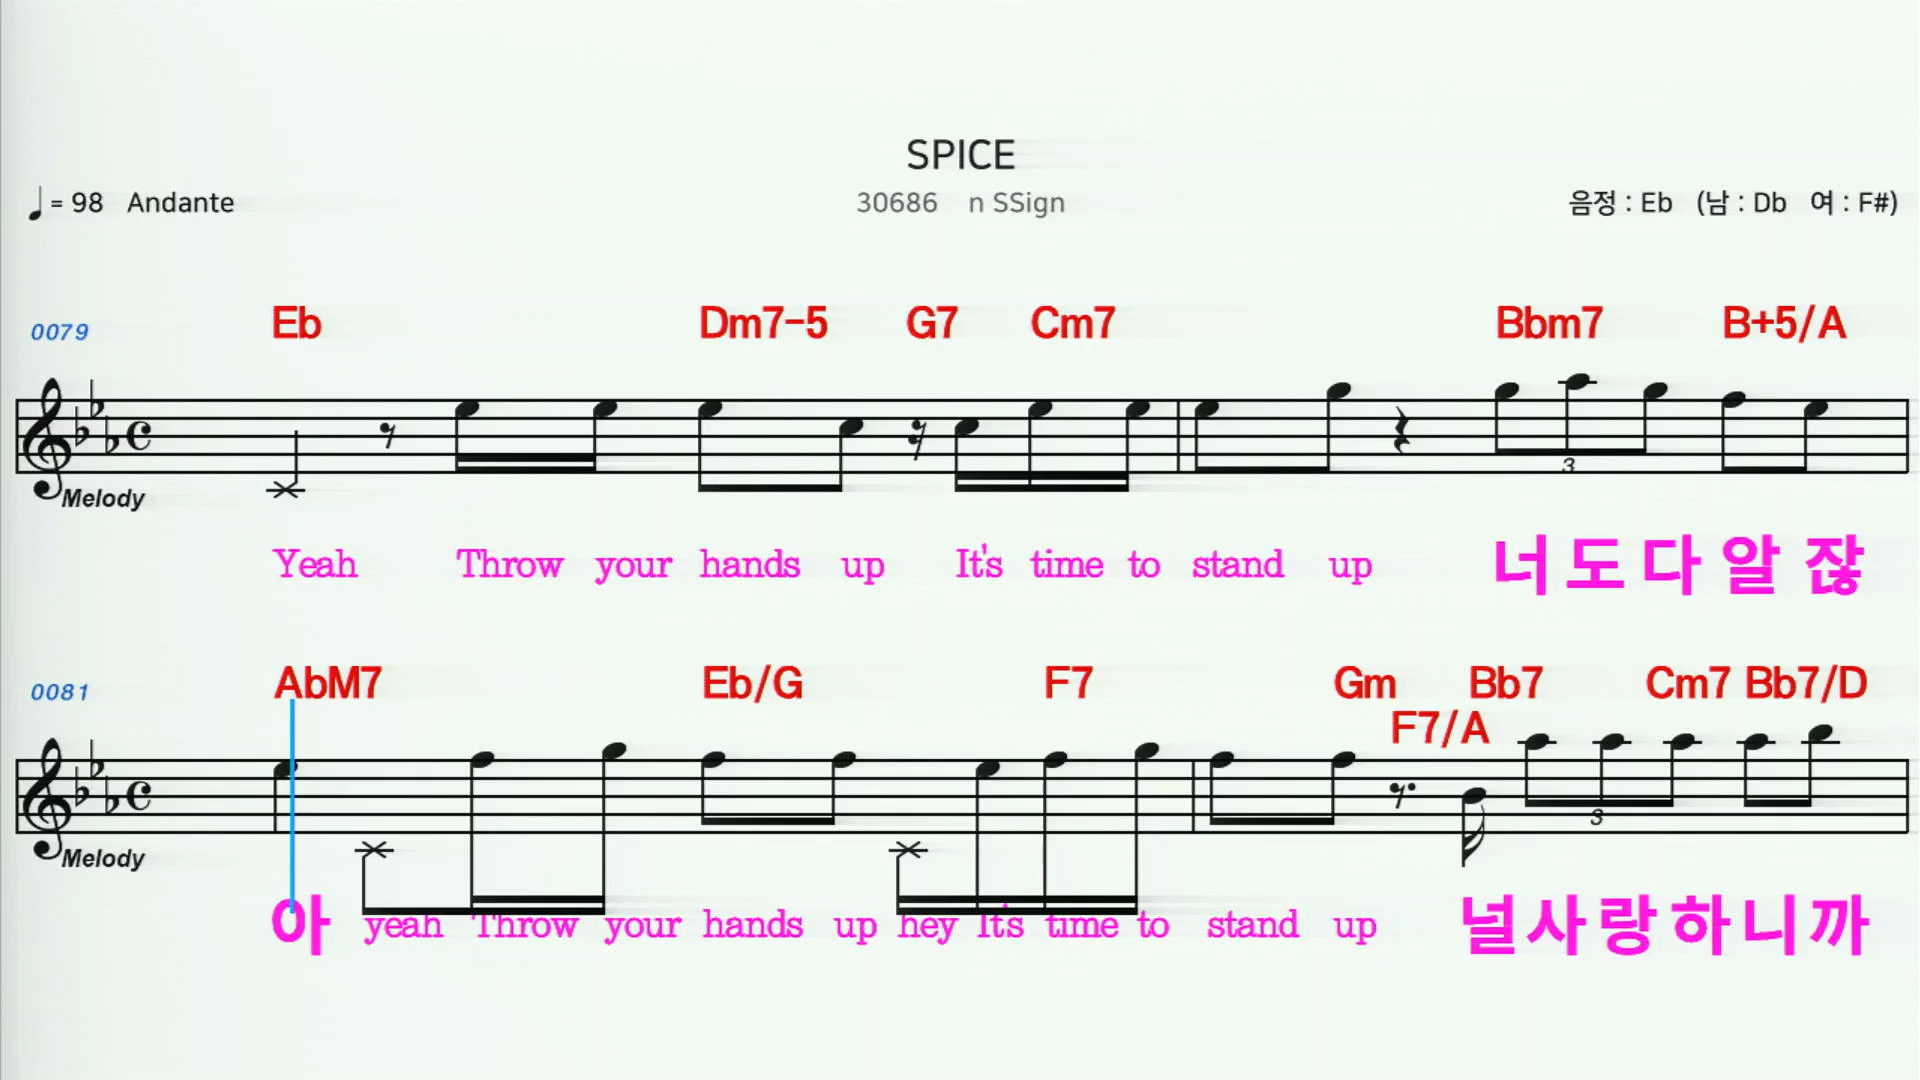 SPICE
♩ = 98 Andante
30686 n SSign
음정 : Eb (남 : Db 여 : F#)
0079 Eb Dm7-5 G7 Cm7 Bbm7 B+5/A
3
Melody
Yeah Throw your hands up It's time to stand up 너 도 다 알 잖
0081 AbM7 Eb/G F7 Gm Bb7 Cm7 Bb7/D
F7/A
3
Melody
아 yeah Throw your hands up hey It's time to stand up 널 사 랑 하 니 까